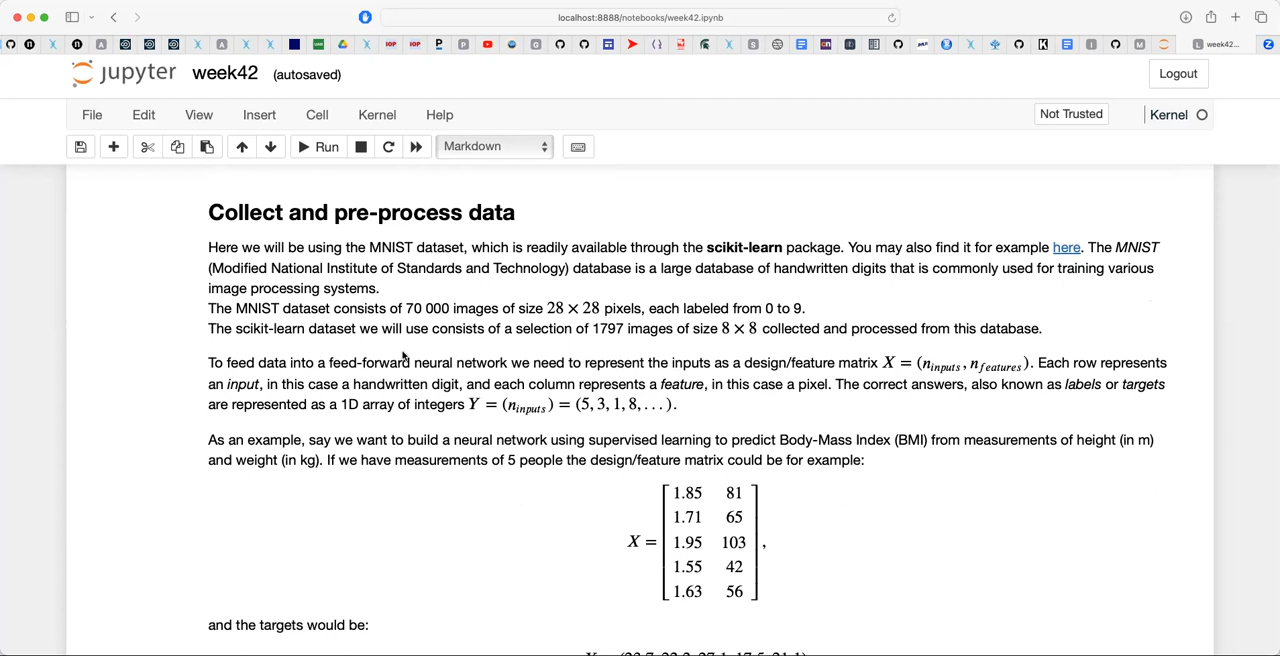 localhost:8888/notebooks/week42.ipynb
week42...
jupyter week42 (autosaved)
Logout
File Edit View Insert Cell Kernel Help
Not Trusted
Kernel
Run
Markdown
Collect and pre-process data
Here we will be using the MNIST dataset, which is readily available through the scikit-learn package. You may also find it for example here. The MNIST
(Modified National Institute of Standards and Technology) database is a large database of handwritten digits that is commonly used for training various
image processing systems.
The MNIST dataset consists of 70 000 images of size 28 × 28 pixels, each labeled from 0 to 9.
The scikit-learn dataset we will use consists of a selection of 1797 images of size 8 × 8 collected and processed from this database.
To feed data into a feed-forward neural network we need to represent the inputs as a design/feature matrix X = (n_inputs, n_features). Each row represents
an input, in this case a handwritten digit, and each column represents a feature, in this case a pixel. The correct answers, also known as labels or targets
are represented as a 1D array of integers Y = (n_inputs) = (5, 3, 1, 8, . . . ).
As an example, say we want to build a neural network using supervised learning to predict Body-Mass Index (BMI) from measurements of height (in m)
and weight (in kg). If we have measurements of 5 people the design/feature matrix could be for example:
1.85 81
1.71 65
X = 1.95 103 ,
1.55 42
1.63 56
and the targets would be: